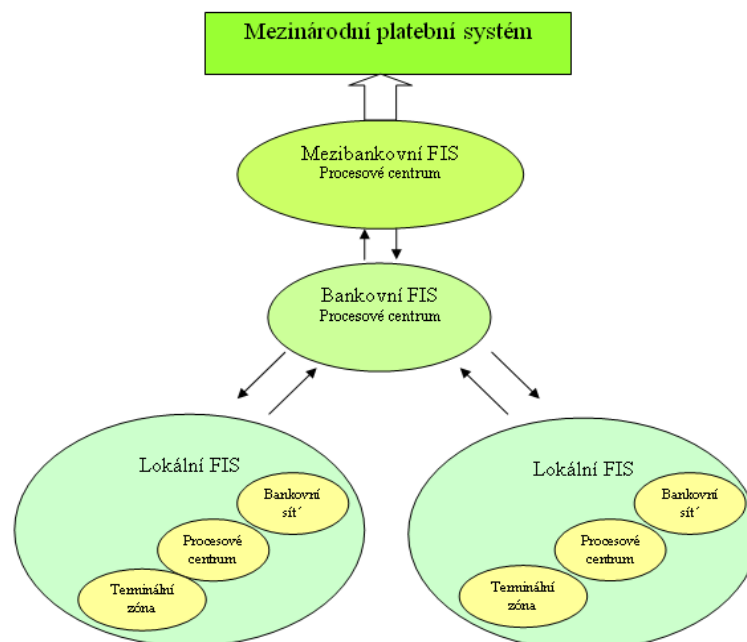 Mezinárodní platební systém
Mezibankovní FIS
Procesové centrum
Bankovní FIS
Procesové centrum
Lokální FIS
Bankovní
sít´
Procesové
centrum
Terminální
zóna
Lokální FIS
Bankovní
sít´
Procesové
centrum
Terminální
zóna